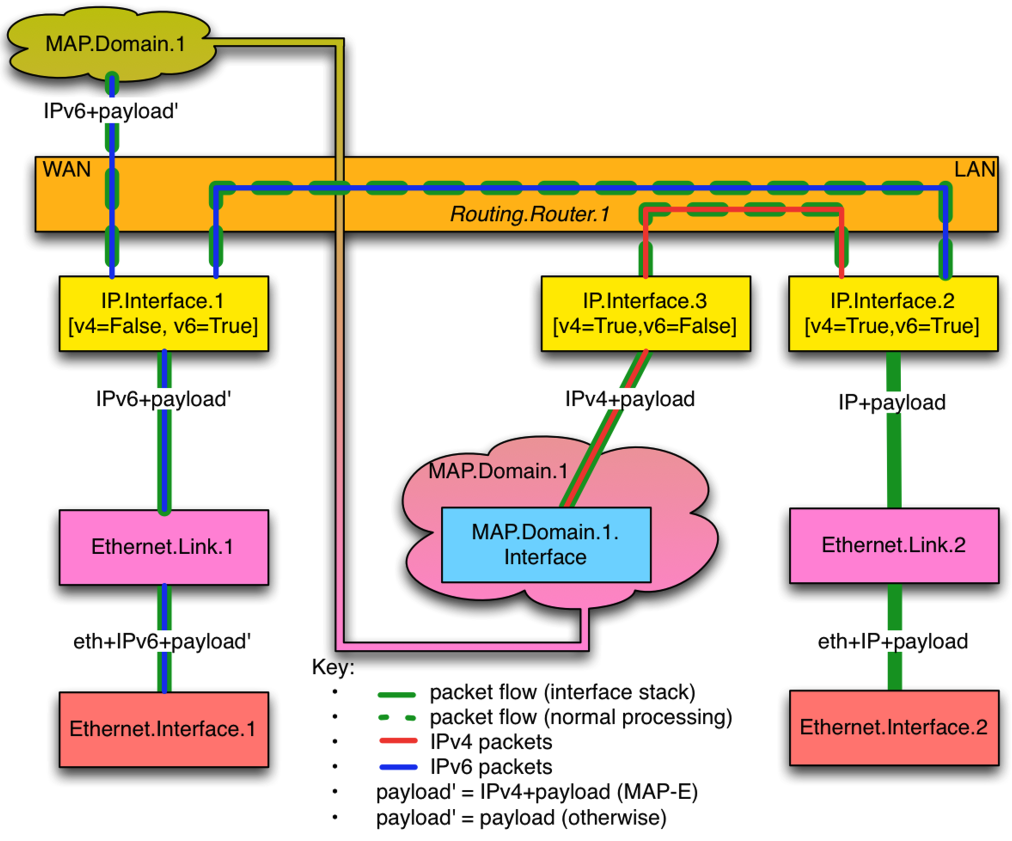 MAP.Domain.1
IPv6+payload'
WAN
LAN
Routing.Router.1
IP.Interface.1
[v4=False, v6=True]
IP.Interface.3
[v4=True,v6=False]
IP.Interface.2
[v4=True,v6=True]
IPv6+payload'
IPv4+payload
IP+payload
MAP.Domain.1
Ethernet.Link.1
MAP.Domain.1.
Interface
Ethernet.Link.2
eth+IPv6+payload'
eth+IP+payload
Ethernet.Interface.1
Ethernet.Interface.2
Key:
• packet flow (interface stack)
• packet flow (normal processing)
• IPv4 packets
• IPv6 packets
• payload' = IPv4+payload (MAP-E)
• payload' = payload (otherwise)